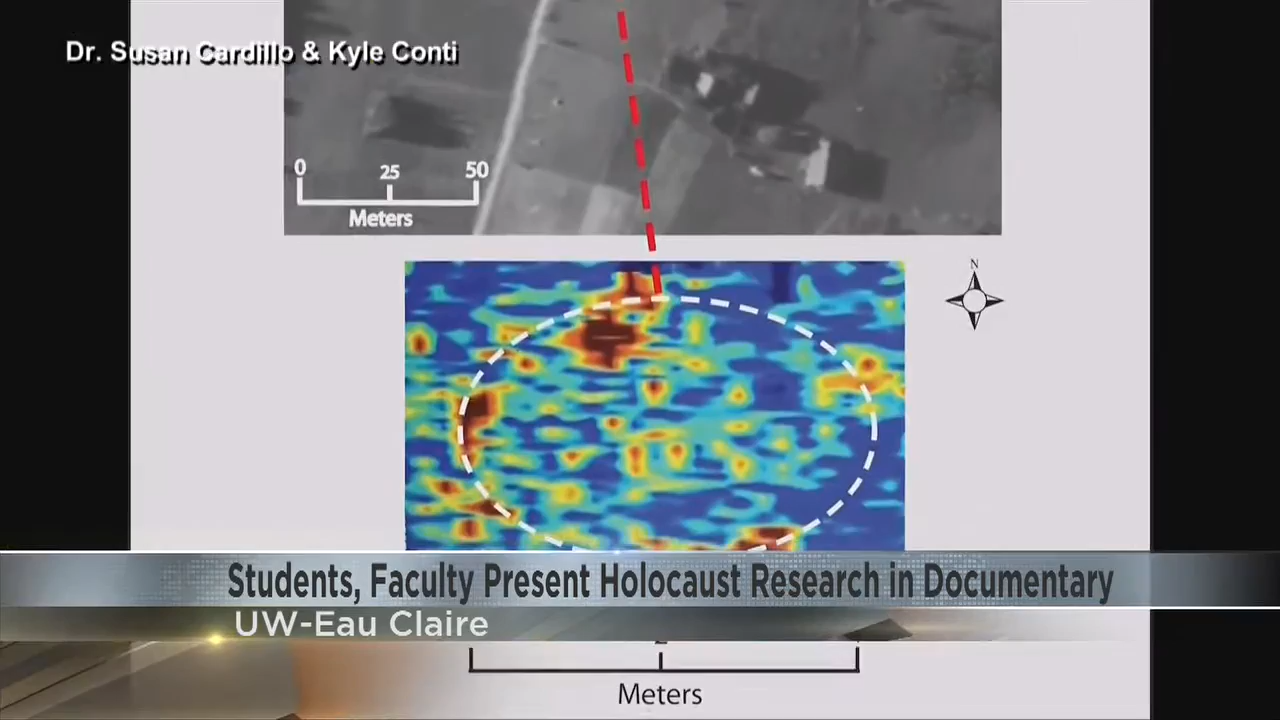 Dr. Susan Cardillo & Kyle Conti
0 25 50
Meters
N
Students, Faculty Present Holocaust Research in Documentary
UW-Eau Claire
Meters